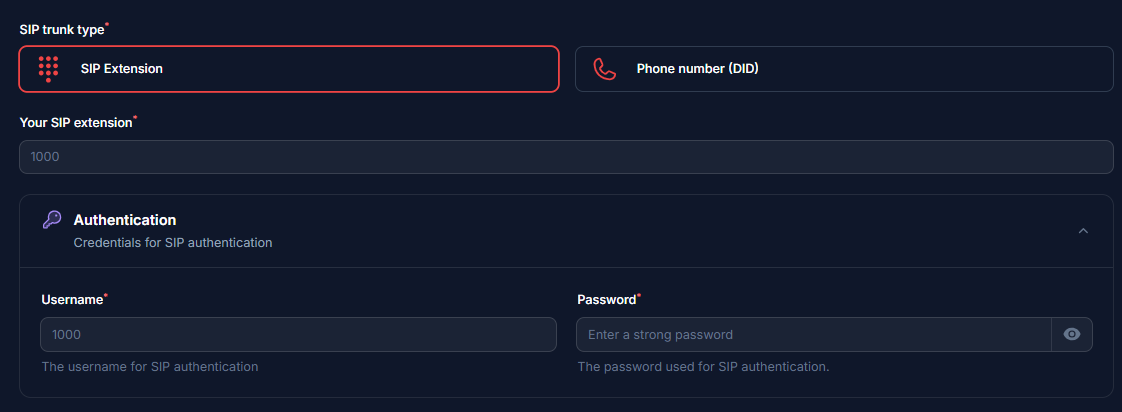 SIP trunk type*
SIP Extension
Phone number (DID)
Your SIP extension*
1000
Authentication
Credentials for SIP authentication
Username*
Password*
1000
Enter a strong password
The username for SIP authentication
The password used for SIP authentication.